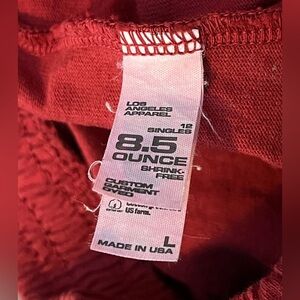 LOS
ANGELES
APPAREL
12
SINGLES
8.5
OUNCE
SHRINK-
FREE
CUSTOM
GARMENT
DYED
US farms.
L
MADE IN USA